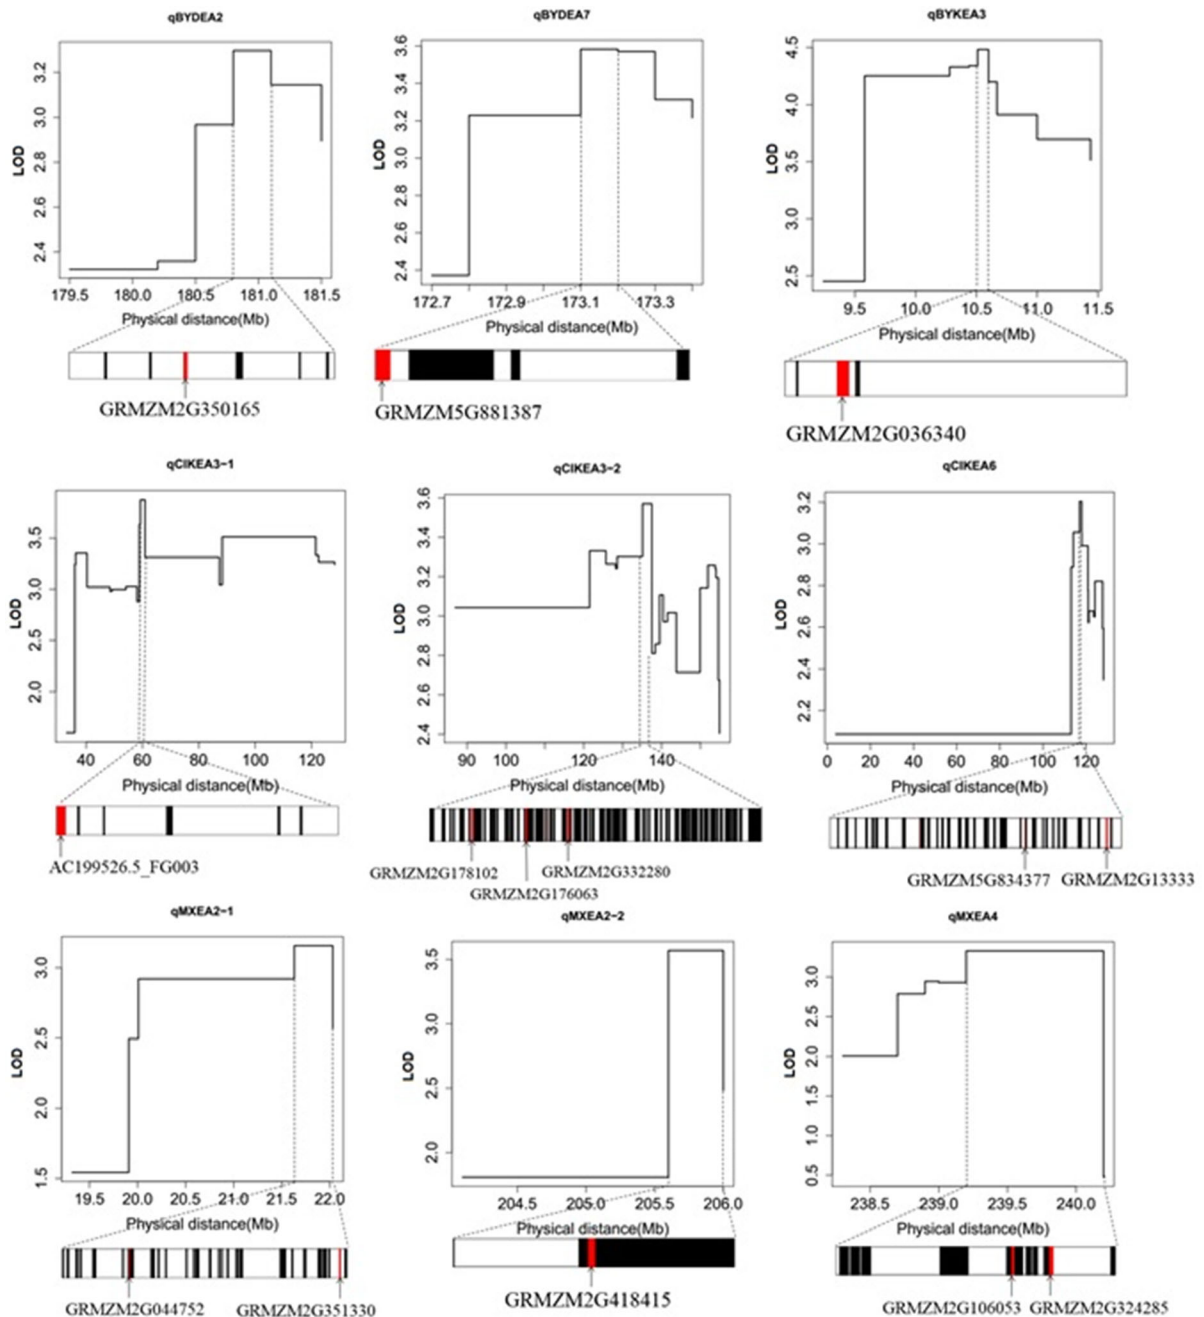 qBYDEA2
LOD
3.2
3.0
2.8
2.6
2.4
179.5 180.0 180.5 181.0 181.5
Physical distance(Mb)
GRMZM2G350165
qBYDEA7
LOD
3.6
3.4
3.2
3.0
2.8
2.6
2.4
172.7 172.9 173.1 173.3
Physical distance(Mb)
GRMZM5G881387
qBYKEA3
LOD
4.5
4.0
3.5
3.0
2.5
9.5 10.0 10.5 11.0 11.5
Physical distance(Mb)
GRMZM2G036340
qCIKEA3-1
LOD
3.5
3.0
2.5
2.0
40 60 80 100 120
Physical distance(Mb)
AC199526.5_FG003
qCIKEA3-2
LOD
3.6
3.4
3.2
3.0
2.8
2.6
2.4
90 100 120 140
Physical distance(Mb)
GRMZM2G178102 GRMZM2G332280
GRMZM2G176063
qCIKEA6
LOD
3.2
3.0
2.8
2.6
2.4
2.2
0 20 40 60 80 100 120
Physical distance(Mb)
GRMZM5G834377 GRMZM2G13333
qMXEA2-1
LOD
3.0
2.5
2.0
1.5
19.5 20.0 20.5 21.0 21.5 22.0
Physical distance(Mb)
GRMZM2G044752 GRMZM2G351330
qMXEA2-2
LOD
3.5
3.0
2.5
2.0
204.5 205.0 205.5 206.0
Physical distance(Mb)
GRMZM2G418415
qMXEA4
LOD
3.0
2.5
2.0
1.5
1.0
0.5
238.5 239.0 239.5 240.0
Physical distance(Mb)
GRMZM2G106053 GRMZM2G324285